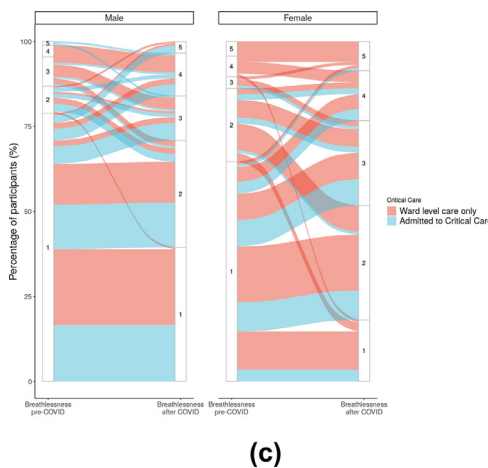 Male
Female
100
75
50
25
0
Percentage of participants (%)
5
4
3
2
1
5
4
3
2
1
5
4
3
2
1
5
4
3
2
1
Breathlessness
pre-COVID
Breathlessness
after COVID
Breathlessness
pre-COVID
Breathlessness
after COVID
Critical Care
Ward level care only
Admitted to Critical Care
(c)